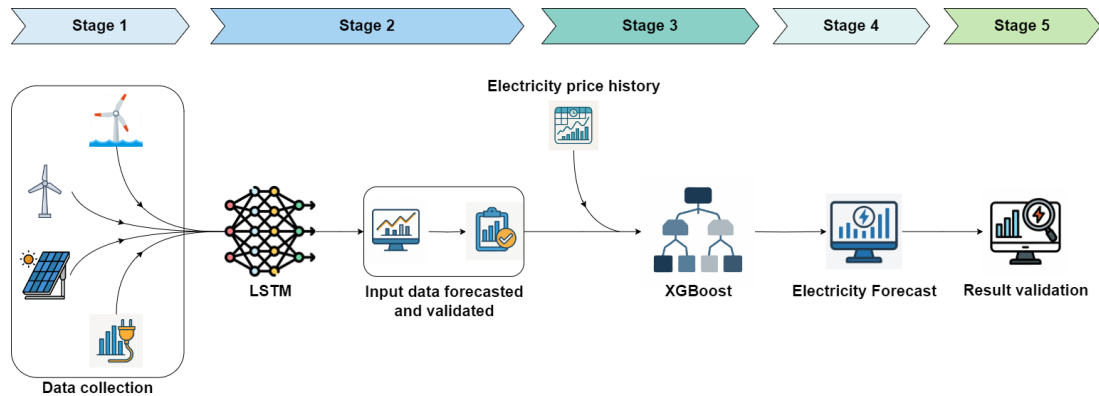 Stage 1
Stage 2
Stage 3
Stage 4
Stage 5
Electricity price history
LSTM
Input data forecasted
and validated
XGBoost
Electricity Forecast
Result validation
Data collection